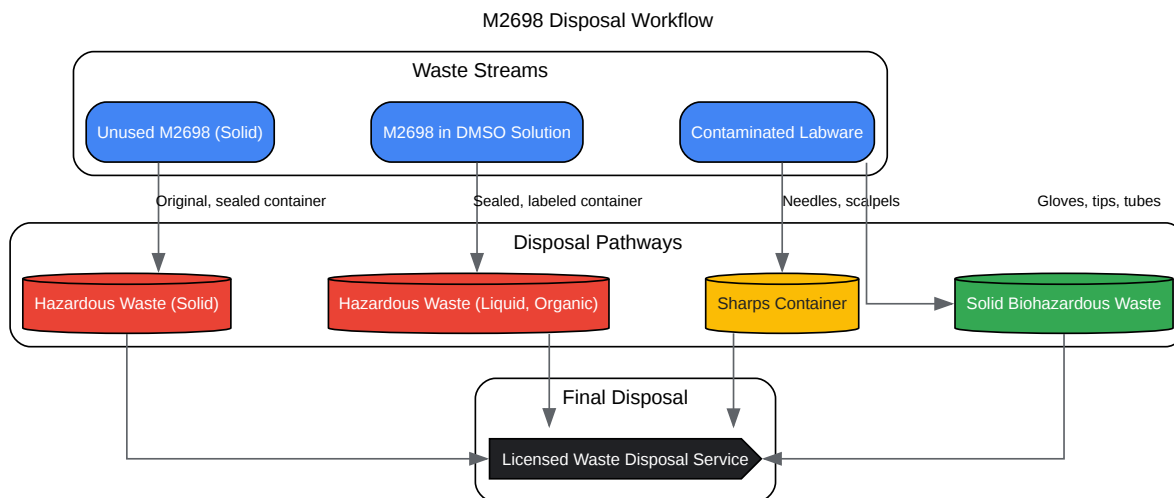 M2698 Disposal Workflow
Waste Streams
Unused M2698 (Solid)
M2698 in DMSO Solution
Contaminated Labware
Original, sealed container
Sealed, labeled container
Needles, scalpels
Gloves, tips, tubes
Disposal Pathways
Hazardous Waste (Solid)
Hazardous Waste (Liquid, Organic)
Sharps Container
Solid Biohazardous Waste
Final Disposal
Licensed Waste Disposal Service